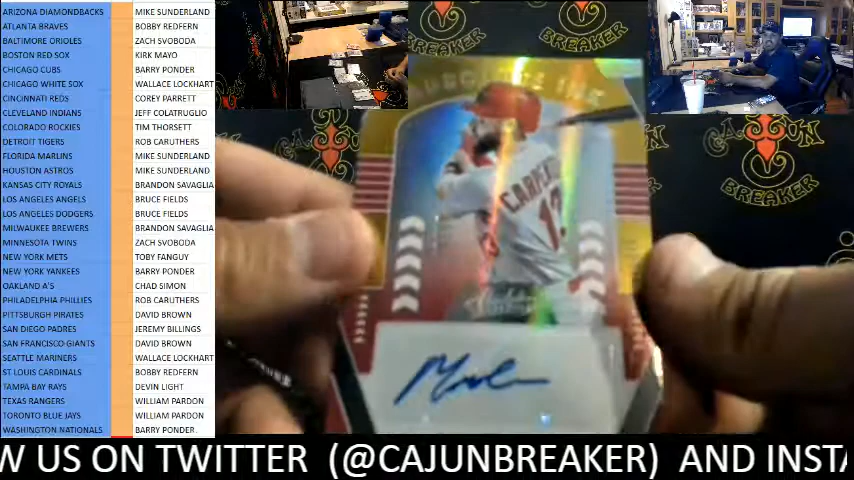 ARIZONA DIAMONDBACKS MIKE SUNDERLAND
ATLANTA BRAVES BOBBY REDFERN
BALTIMORE ORIOLES ZACH SVOBODA
BOSTON RED SOX KIRK MAYO
CHICAGO CUBS BARRY PONDER
CHICAGO WHITE SOX WALLACE LOCKHART
CINCINNATI REDS COREY PARRETT
CLEVELAND INDIANS JEFF COLATRUGLIO
COLORADO ROCKIES TIM THORSETT
DETROIT TIGERS ROB CARUTHERS
FLORIDA MARLINS MIKE SUNDERLAND
HOUSTON ASTROS MIKE SUNDERLAND
KANSAS CITY ROYALS BRANDON SAVAGLIA
LOS ANGELES ANGELS BRUCE FIELDS
LOS ANGELES DODGERS BRUCE FIELDS
MILWAUKEE BREWERS BRANDON SAVAGLIA
MINNESOTA TWINS ZACH SVOBODA
NEW YORK METS TOBY FANGUY
NEW YORK YANKEES BARRY PONDER
OAKLAND A'S CHAD SIMON
PHILADELPHIA PHILLIES ROB CARUTHERS
PITTSBURGH PIRATES DAVID BROWN
SAN DIEGO PADRES JEREMY BILLINGS
SAN FRANCISCO GIANTS DAVID BROWN
SEATTLE MARINERS WALLACE LOCKHART
ST LOUIS CARDINALS BOBBY REDFERN
TAMPA BAY RAYS DEVIN LIGHT
TEXAS RANGERS WILLIAM PARDON
TORONTO BLUE JAYS WILLIAM PARDON
WASHINGTON NATIONALS BARRY PONDER
BREAKER
BREAKER
CAJUN
BREAKER
13
W US ON TWITTER (@CAJUNBREAKER) AND INSTA